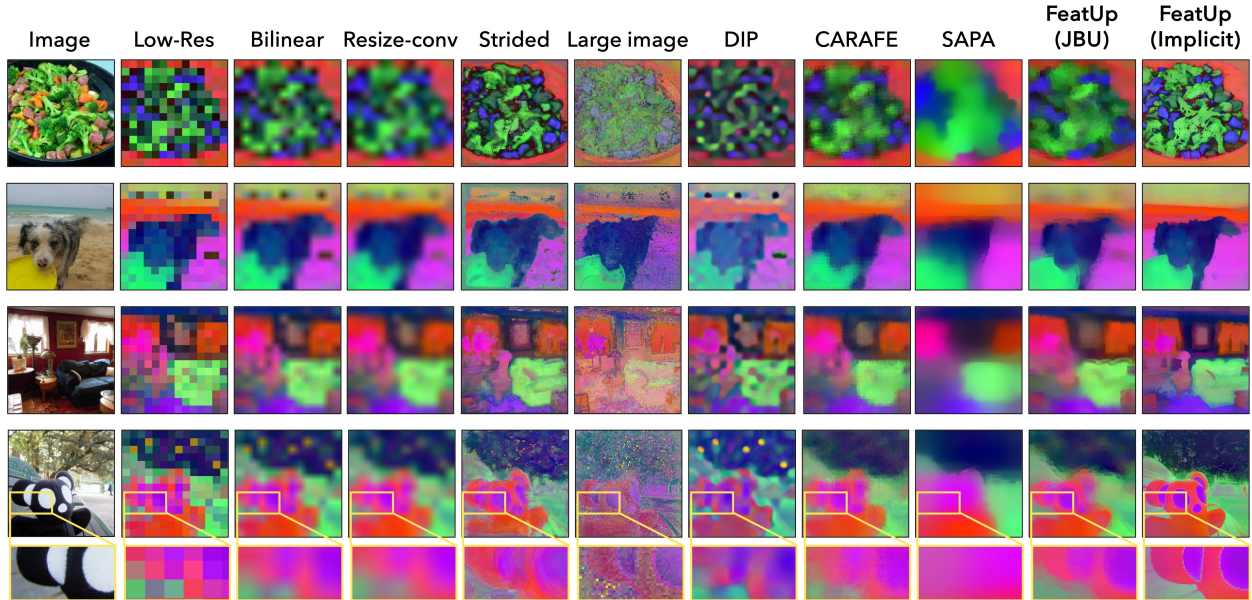 FeatUp FeatUp
Image Low-Res Bilinear Resize-conv Strided Large image DIP CARAFE SAPA (JBU) (Implicit)